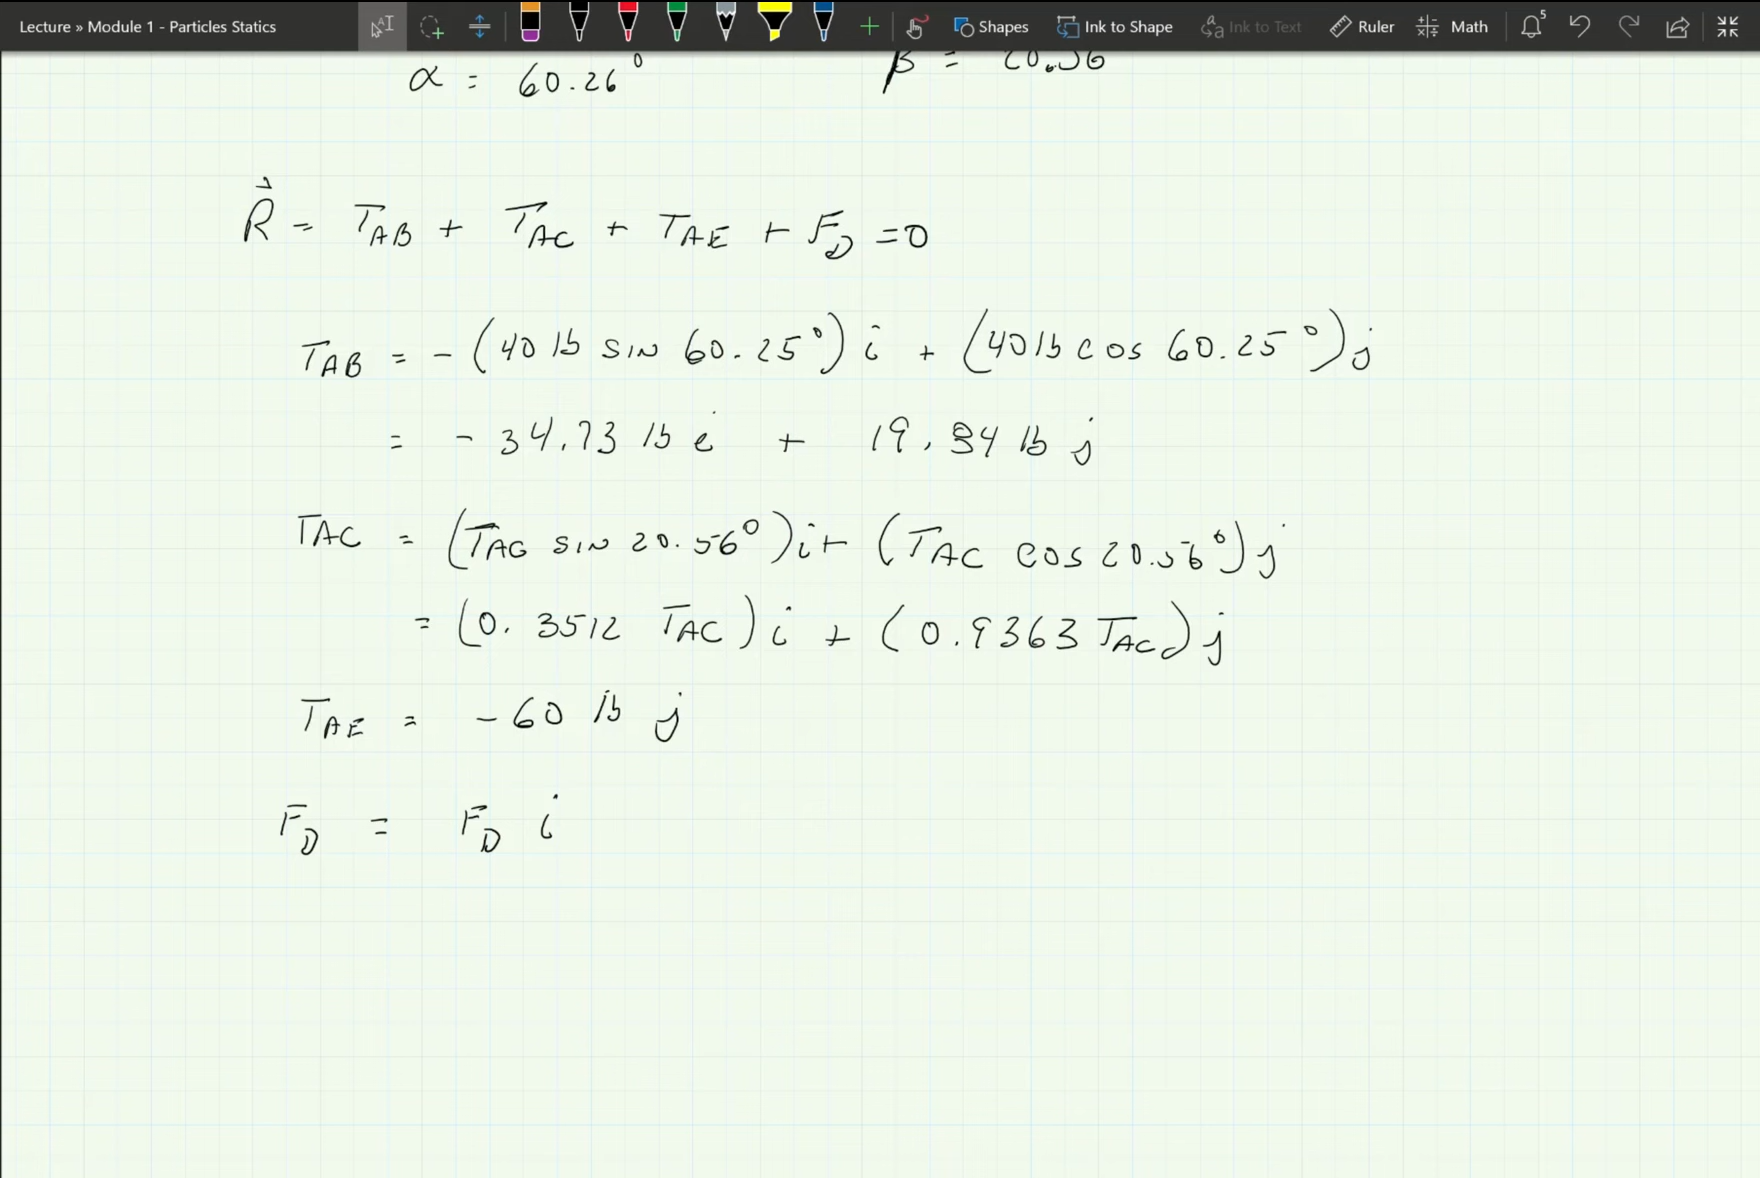 Lecture » Module 1 - Particles Statics Shapes Ink to Shape Ink to Text Ruler Math 5
α = 60.26° β = 20.56
R⃗ = TAB + TAC + TAE + FD = 0
TAB = - (40 lb SIN 60.25°) i + (40 lb COS 60.25°) j
= - 34.73 lb i + 19.84 lb j
TAC = (TAC SIN 20.56°) i + (TAC COS 20.56°) j
= (0.3512 TAC) i + (0.9363 TAC) j
TAE = - 60 lb j
FD = FD i